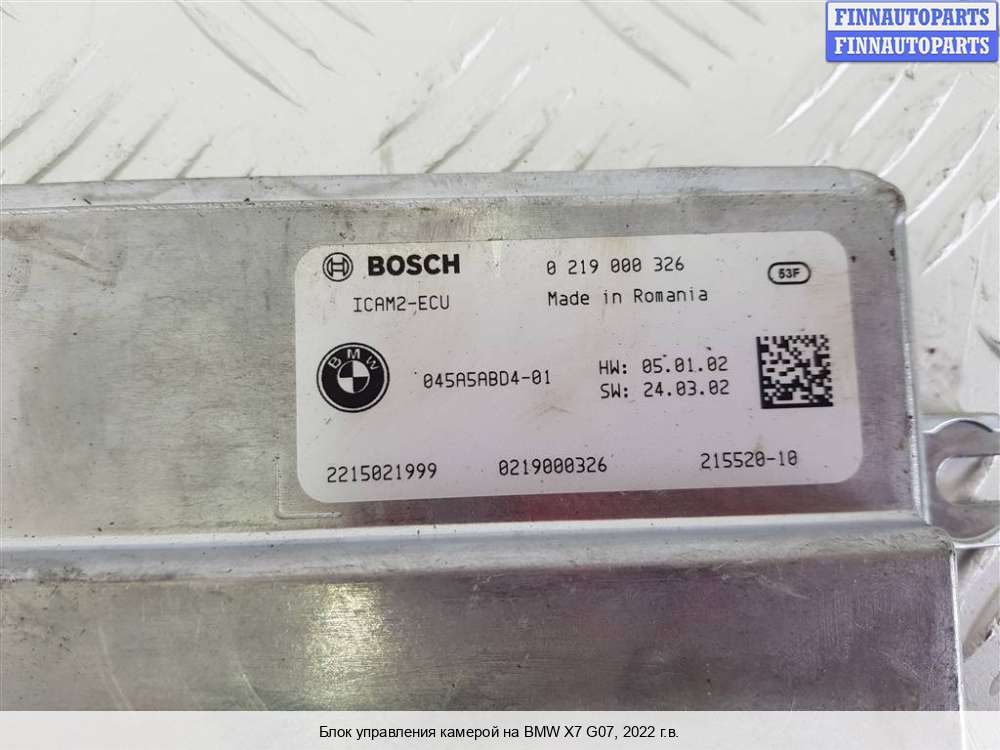 FINNAUTOPARTS
FINNAUTOPARTS
BOSCH 0 219 000 326 53F
ICAM2-ECU Made in Romania
BMW 045A5ABD4-01 HW: 05.01.02
SW: 24.03.02
2215021999 0219000326 215520-10
Блок управления камерой на BMW X7 G07, 2022 г.в.